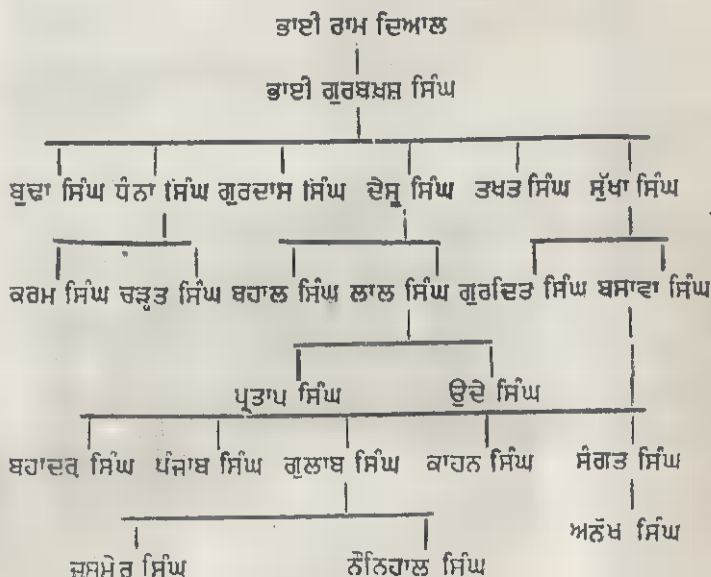 ਭਾਈ ਰਾਮ ਦਿਆਲ
ਭਾਈ ਗੁਰਬਖ਼ਸ਼ ਸਿੰਘ
ਬੁਢਾ ਸਿੰਘ ਧੰਨਾ ਸਿੰਘ ਗੁਰਦਾਸ ਸਿੰਘ ਦੇਸੂ ਸਿੰਘ ਤਖਤ ਸਿੰਘ ਸੁੱਖਾ ਸਿੰਘ
ਕਰਮ ਸਿੰਘ ਚੜ੍ਹਤ ਸਿੰਘ ਬਹਾਲ ਸਿੰਘ ਲਾਲ ਸਿੰਘ ਗੁਰਦਿਤ ਸਿੰਘ ਬਸਾਵਾ ਸਿੰਘ
ਪ੍ਰਤਾਪ ਸਿੰਘ ਉਦੇ ਸਿੰਘ
ਬਹਾਦਰ ਸਿੰਘ ਪੰਜਾਬ ਸਿੰਘ ਗੁਲਾਬ ਸਿੰਘ ਕਾਹਨ ਸਿੰਘ ਸੰਗਤ ਸਿੰਘ
ਅਨੋਖ ਸਿੰਘ
ਜਸਮੇਰ ਸਿੰਘ ਨੌਨਿਹਾਲ ਸਿੰਘ